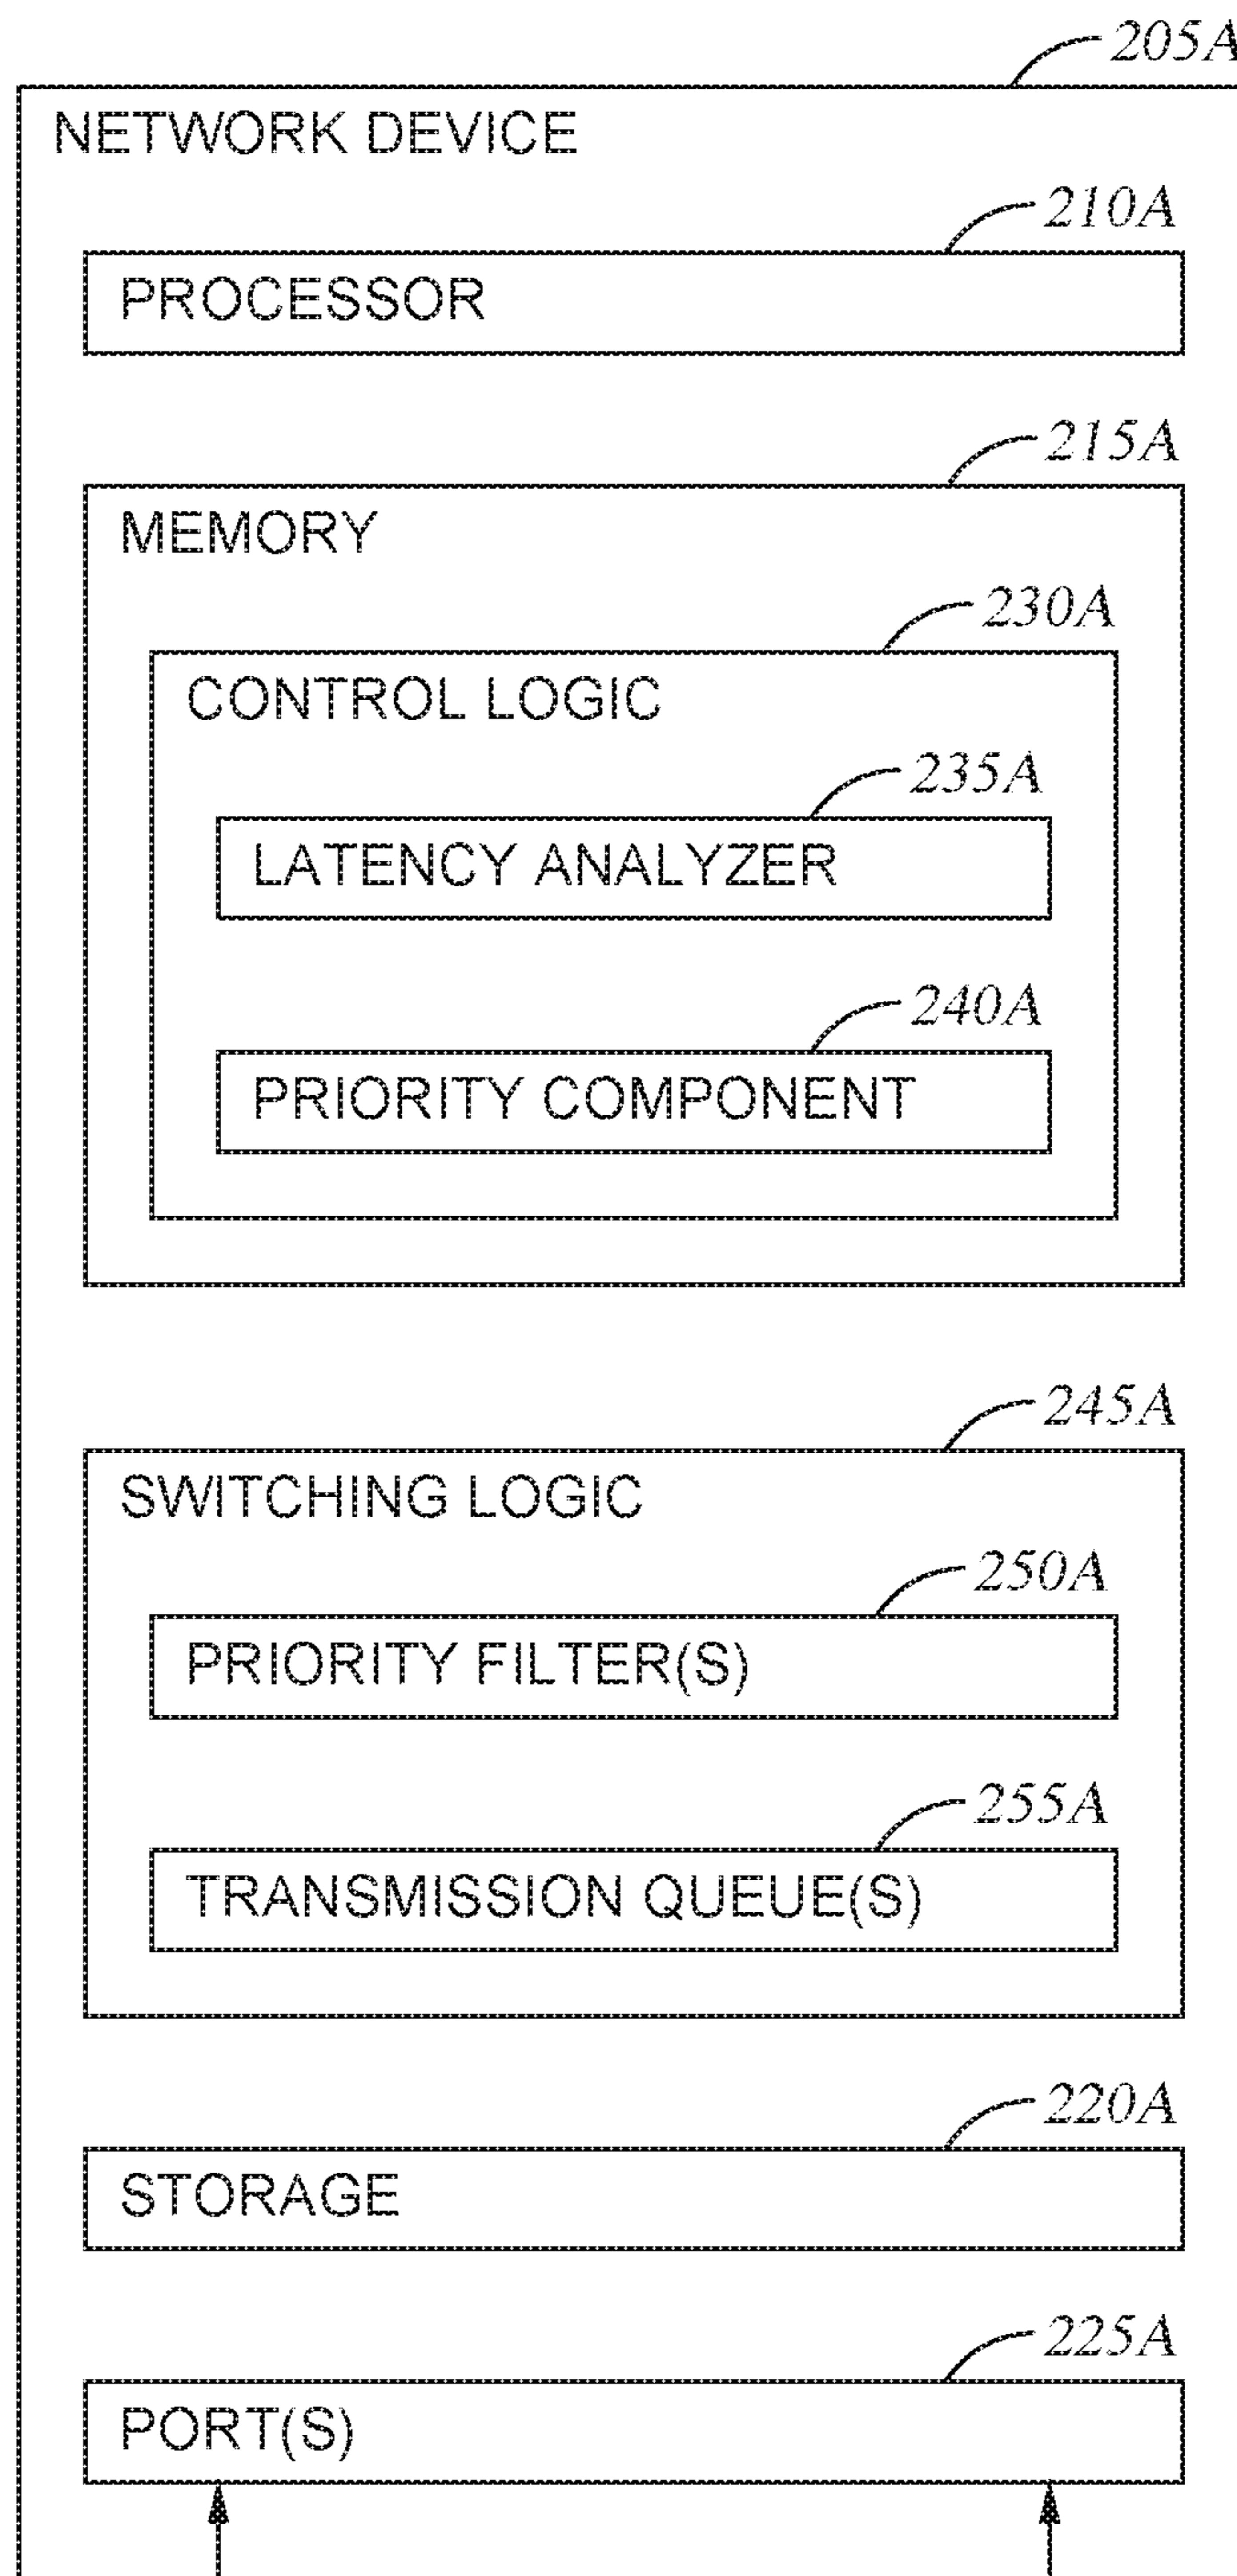 205A
NETWORK DEVICE
210A
PROCESSOR
215A
MEMORY
230A
CONTROL LOGIC
235A
LATENCY ANALYZER
240A
PRIORITY COMPONENT
245A
SWITCHING LOGIC
250A
PRIORITY FILTER(S)
255A
TRANSMISSION QUEUE(S)
220A
STORAGE
225A
PORT(S)